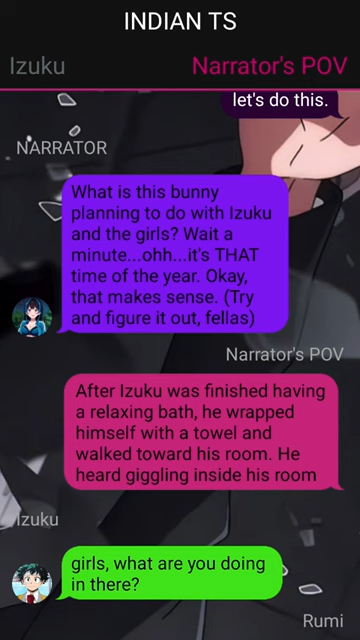 INDIAN TS
Izuku
Narrator's POV
let's do this.
NARRATOR
What is this bunny
planning to do with Izuku
and the girls? Wait a
minute...ohh...it's THAT
time of the year. Okay,
that makes sense. (Try
and figure it out, fellas)
Narrator's POV
After Izuku was finished having
a relaxing bath, he wrapped
himself with a towel and
walked toward his room. He
heard giggling inside his room
Izuku
girls, what are you doing
in there?
Rumi